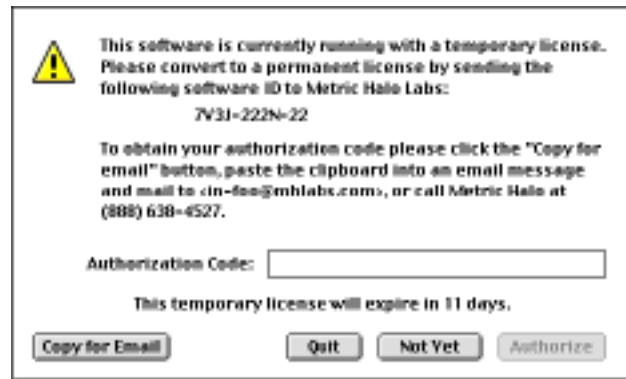 This software is currently running with a temporary license.
Please convert to a permanent license by sending the
following software ID to Metric Halo Labs:
7V3J-222N-22
To obtain your authorization code please click the "Copy for
email" button, paste the clipboard into an email message
and mail to <in-foo@mhlabs.com>, or call Metric Halo at
(888) 638-4527.
Authorization Code:
This temporary license will expire in 11 days.
Copy for Email Quit Not Yet Authorize